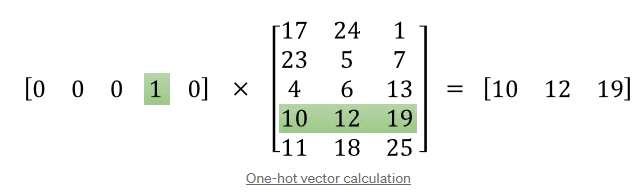 17 24 1
23 5 7
[0 0 0 1 0] × 4 6 13 = [10 12 19]
10 12 19
11 18 25
One-hot vector calculation